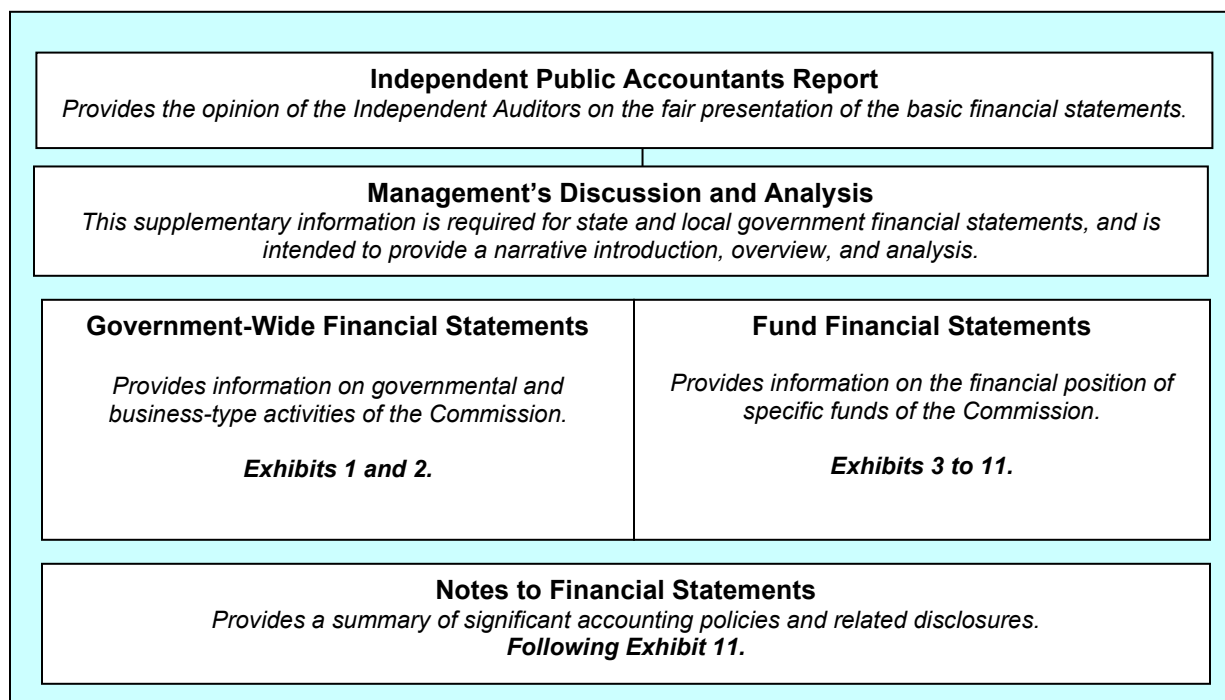 Independent Public Accountants Report
Provides the opinion of the Independent Auditors on the fair presentation of the basic financial statements.
Management’s Discussion and Analysis
This supplementary information is required for state and local government financial statements, and is
intended to provide a narrative introduction, overview, and analysis.
Government-Wide Financial Statements
Provides information on governmental and
business-type activities of the Commission.
Exhibits 1 and 2.
Fund Financial Statements
Provides information on the financial position of
specific funds of the Commission.
Exhibits 3 to 11.
Notes to Financial Statements
Provides a summary of significant accounting policies and related disclosures.
Following Exhibit 11.